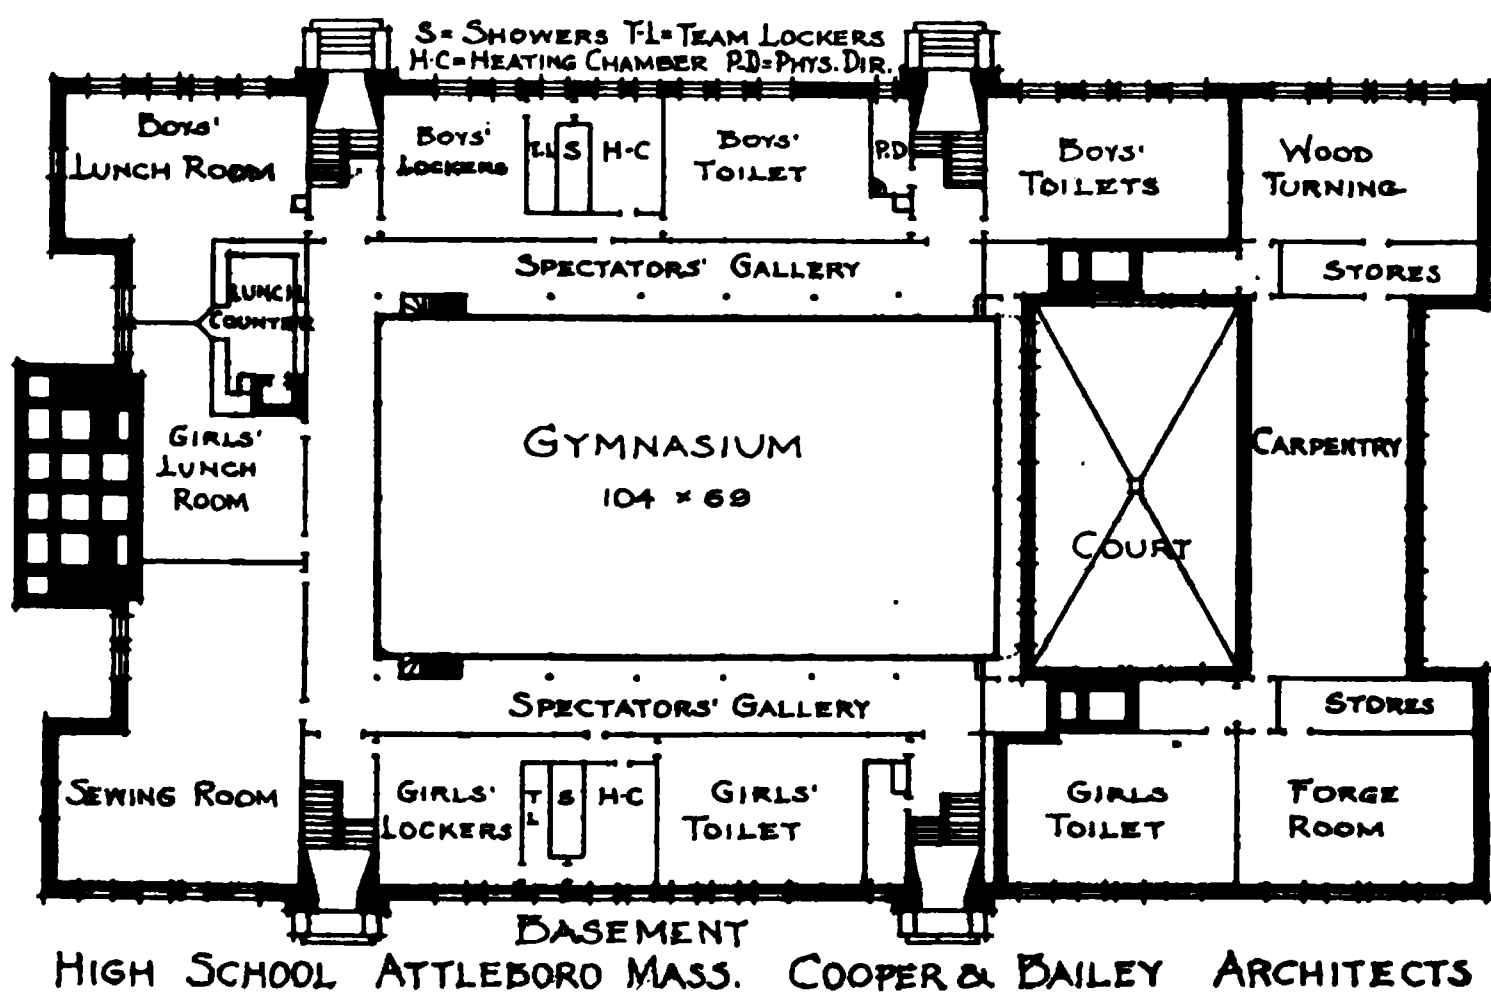 S = SHOWERS T-L = TEAM LOCKERS
H-C = HEATING CHAMBER P.D = PHYS. DIR.
BOYS'
LUNCH ROOM
BOYS'
LOCKERS
T.L
S
H-C
BOYS'
TOILET
P.D
BOYS'
TOILETS
WOOD
TURNING
SPECTATORS' GALLERY
STORES
LUNCH
COUNTER
GIRLS'
LUNCH
ROOM
GYMNASIUM
104 × 69
COURT
CARPENTRY
SPECTATORS' GALLERY
STORES
SEWING ROOM
GIRLS'
LOCKERS
T
L
S
H-C
GIRLS'
TOILET
GIRLS
TOILET
FORGE
ROOM
BASEMENT
HIGH SCHOOL ATTLEBORO MASS. COOPER & BAILEY ARCHITECTS